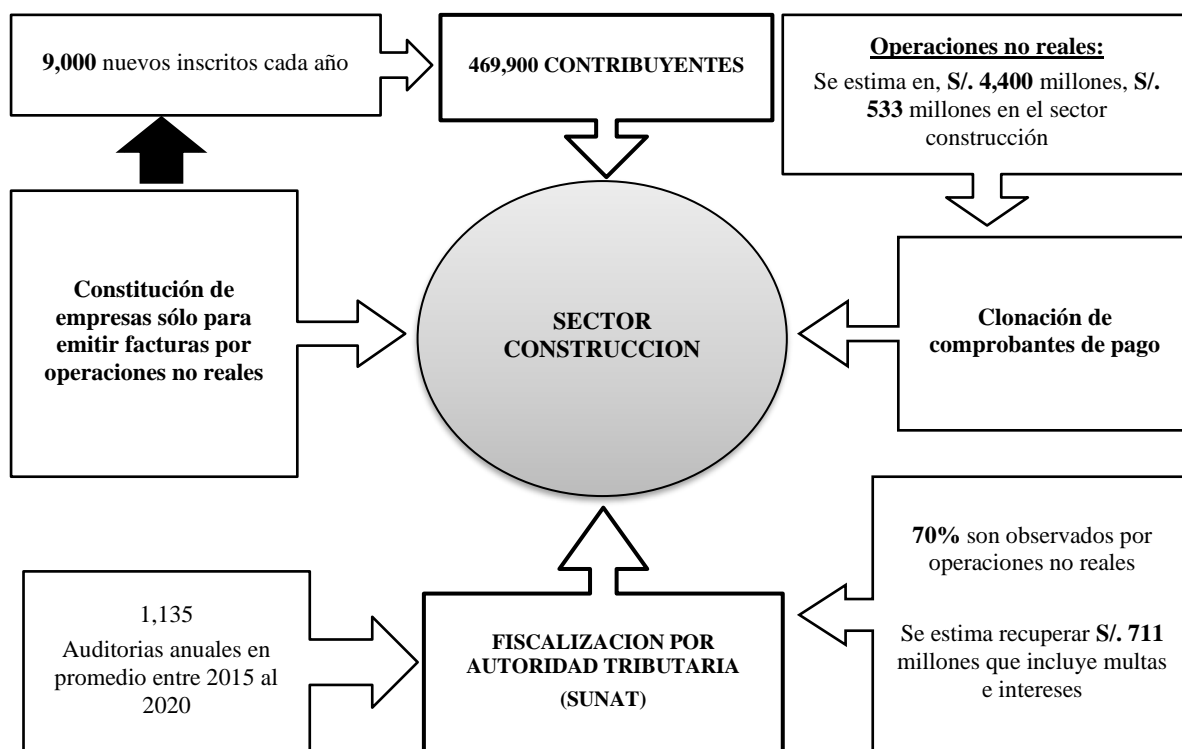 9,000 nuevos inscritos cada año
469,900 CONTRIBUYENTES
Operaciones no reales:
Se estima en, S/. 4,400 millones, S/.
533 millones en el sector
construcción
Constitución de
empresas sólo para
emitir facturas por
operaciones no reales
SECTOR
CONSTRUCCION
Clonación de
comprobantes de pago
1,135
Auditorias anuales en
promedio entre 2015 al
2020
FISCALIZACION POR
AUTORIDAD TRIBUTARIA
(SUNAT)
70% son observados por
operaciones no reales
Se estima recuperar S/. 711
millones que incluye multas
e intereses